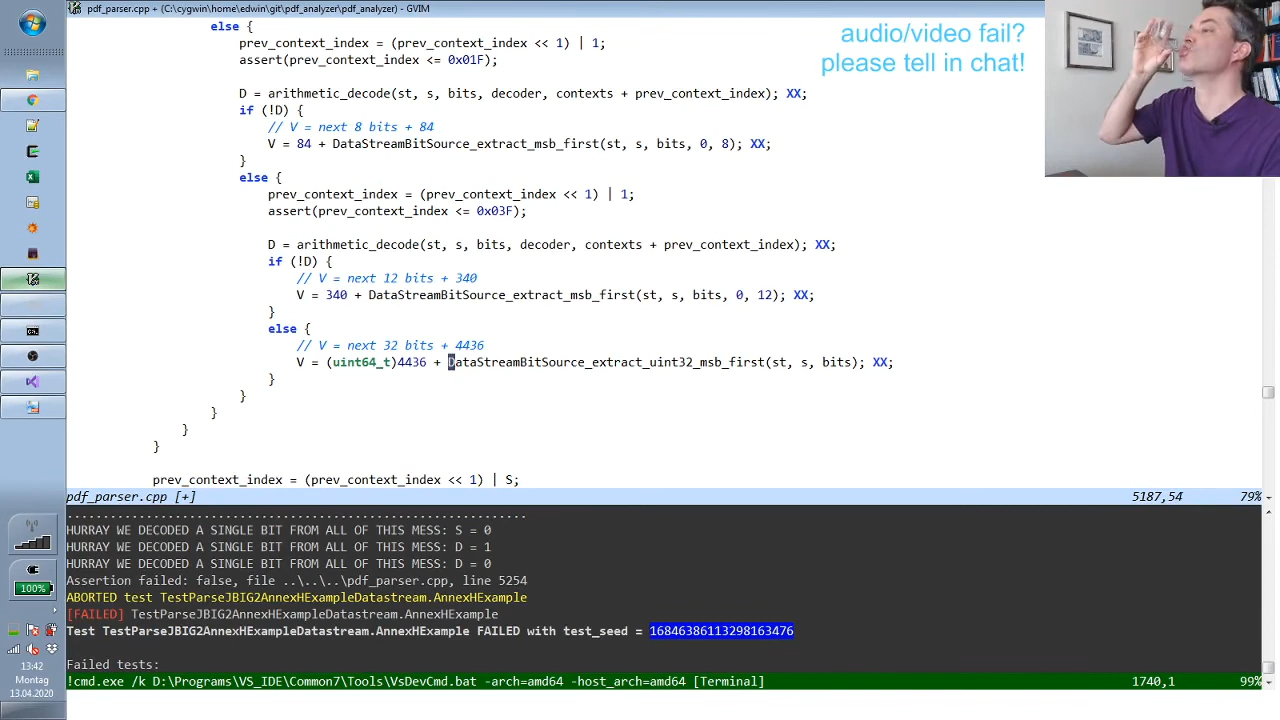 pdf_parser.cpp + (C:\cygwin\home\edwin\git\pdf_analyzer\pdf_analyzer) - GVIM
else {
prev_context_index = (prev_context_index << 1) | 1;
assert(prev_context_index <= 0x01F);
D = arithmetic_decode(st, s, bits, decoder, contexts + prev_context_index); XX;
if (!D) {
// V = next 8 bits + 84
V = 84 + DataStreamBitSource_extract_msb_first(st, s, bits, 0, 8); XX;
}
else {
prev_context_index = (prev_context_index << 1) | 1;
assert(prev_context_index <= 0x03F);
D = arithmetic_decode(st, s, bits, decoder, contexts + prev_context_index); XX;
if (!D) {
// V = next 12 bits + 340
V = 340 + DataStreamBitSource_extract_msb_first(st, s, bits, 0, 12); XX;
}
else {
// V = next 32 bits + 4436
V = (uint64_t)4436 + DataStreamBitSource_extract_uint32_msb_first(st, s, bits); XX;
}
}
}
}
}
prev_context_index = (prev_context_index << 1) | S;
pdf_parser.cpp [+] 5187,54 79%
HURRAY WE DECODED A SINGLE BIT FROM ALL OF THIS MESS: S = 0
HURRAY WE DECODED A SINGLE BIT FROM ALL OF THIS MESS: D = 1
HURRAY WE DECODED A SINGLE BIT FROM ALL OF THIS MESS: D = 0
Assertion failed: false, file ..\..\..\pdf_parser.cpp, line 5254
ABORTED test TestParseJBIG2AnnexHExampleDatastream.AnnexHExample
[FAILED] TestParseJBIG2AnnexHExampleDatastream.AnnexHExample
Test TestParseJBIG2AnnexHExampleDatastream.AnnexHExample FAILED with test_seed = 16846386113298163476
Failed tests:
!cmd.exe /k D:\Programs\VS_IDE\Common7\Tools\VsDevCmd.bat -arch=amd64 -host_arch=amd64 [Terminal] 1740,1 99%
audio/video fail?
please tell in chat!
100%
13:42
Montag
13.04.2020